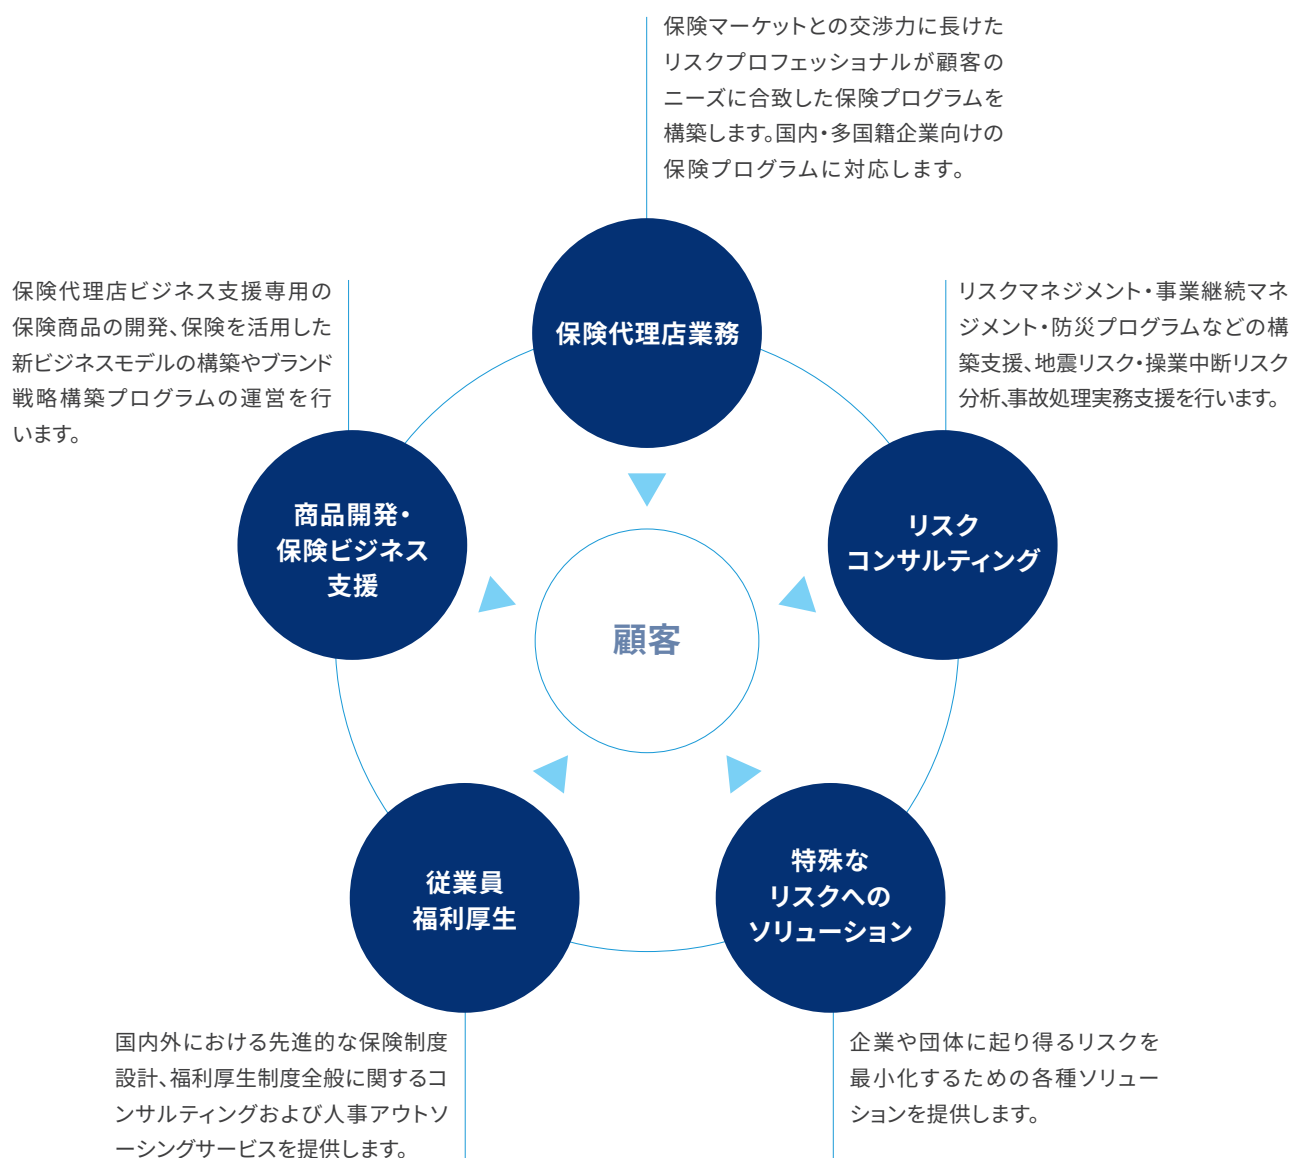 保険マーケットとの交渉力に長けた
リスクプロフェッショナルが顧客の
ニーズに合致した保険プログラムを
構築します。国内・多国籍企業向けの
保険プログラムに対応します。
保険代理店業務
保険代理店ビジネス支援専用の
保険商品の開発、保険を活用した
新ビジネスモデルの構築やブランド
戦略構築プログラムの運営を行
います。
リスクマネジメント・事業継続マネ
ジメント・防災プログラムなどの構
築支援、地震リスク・操業中断リスク
分析、事故処理実務支援を行います。
商品開発・
保険ビジネス
支援
リスク
コンサルティング
顧客
従業員
福利厚生
特殊な
リスクへの
ソリューション
国内外における先進的な保険制度
設計、福利厚生制度全般に関するコ
ンサルティングおよび人事アウトソ
ーシングサービスを提供します。
企業や団体に起り得るリスクを
最小化するための各種ソリュー
ションを提供します。